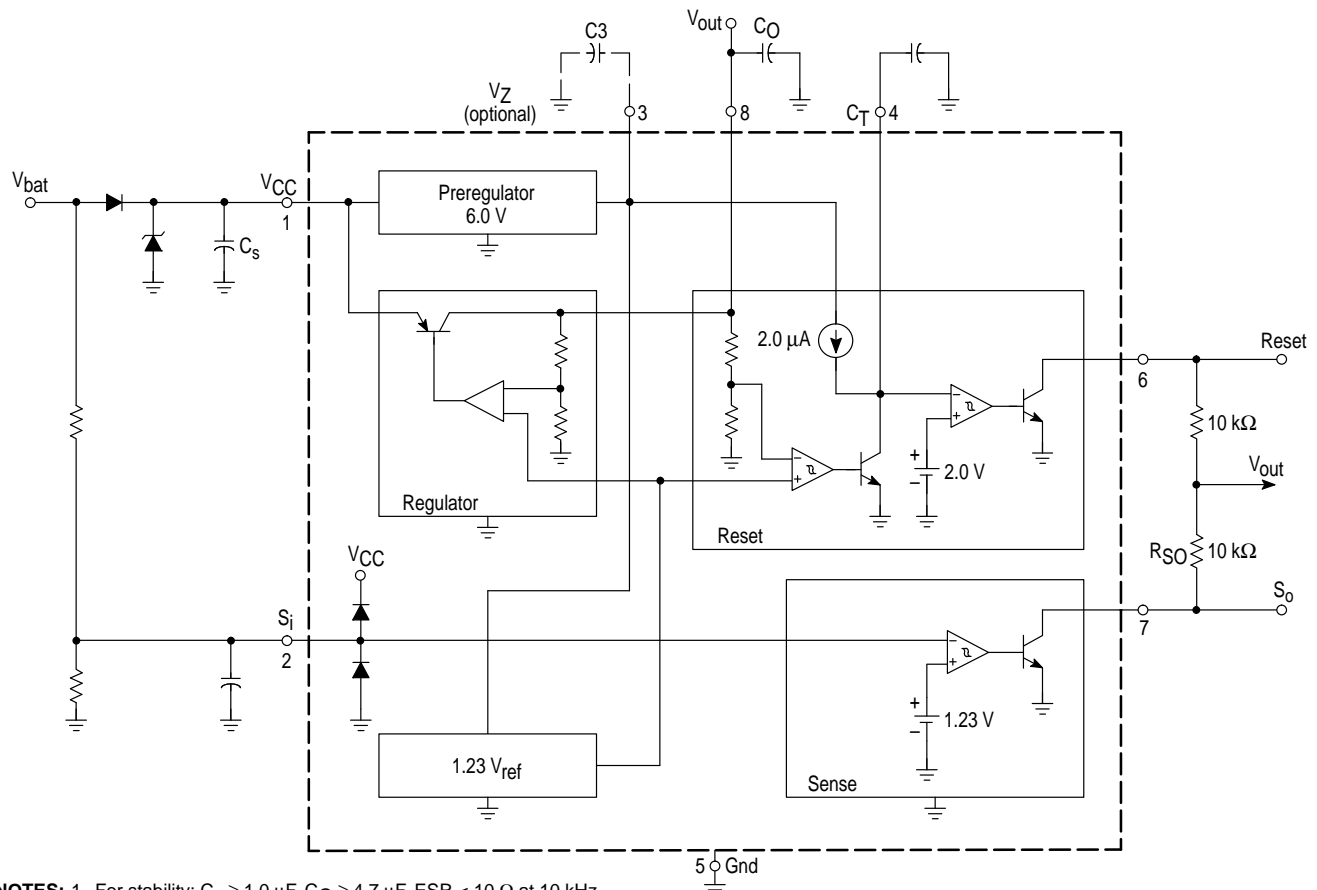 C3
Vout
CO
VZ
(optional)
3
8
CT
4
Vbat
VCC
1
Preregulator
6.0 V
Cs
2.0 μA
Reset
6
10 kΩ
+
–
2.0 V
Vout
Regulator
Reset
RSO
10 kΩ
VCC
So
7
Si
2
+
–
1.23 V
1.23 Vref
Sense
5
Gnd